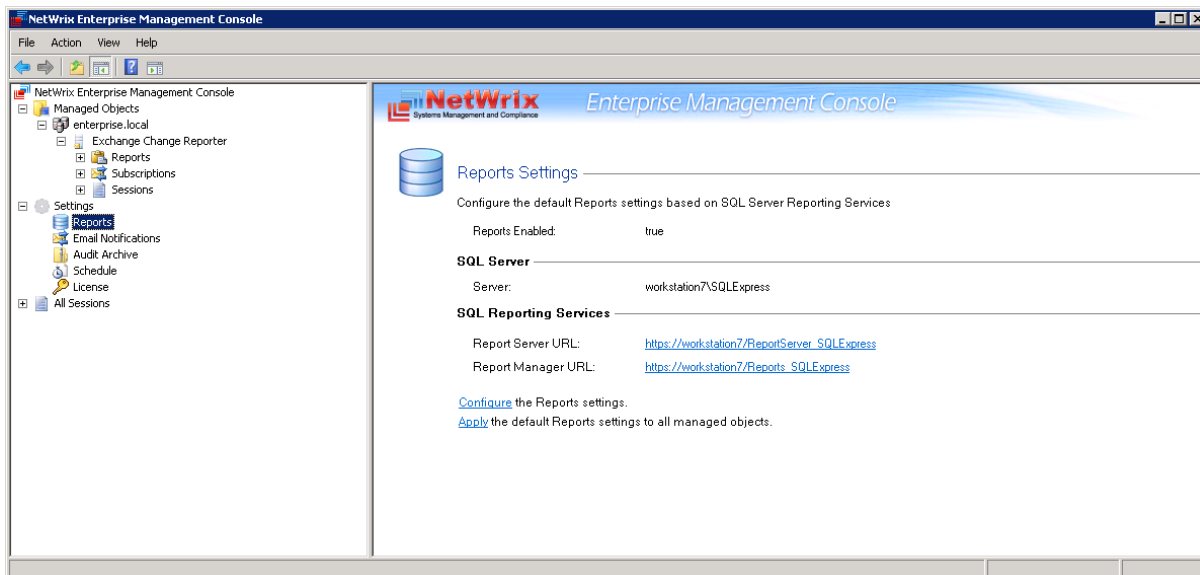 NetWrix Enterprise Management Console
File Action View Help
NetWrix Enterprise Management Console
Managed Objects
enterprise.local
Exchange Change Reporter
Reports
Subscriptions
Sessions
Settings
Reports
Email Notifications
Audit Archive
Schedule
License
All Sessions
NetWrix Enterprise Management Console
Systems Management and Compliance
Reports Settings
Configure the default Reports settings based on SQL Server Reporting Services
Reports Enabled: true
SQL Server
Server: workstation7\SQLExpress
SQL Reporting Services
Report Server URL: https://workstation7/ReportServer_SQLExpress
Report Manager URL: https://workstation7/Reports_SQLExpress
Configure the Reports settings.
Apply the default Reports settings to all managed objects.